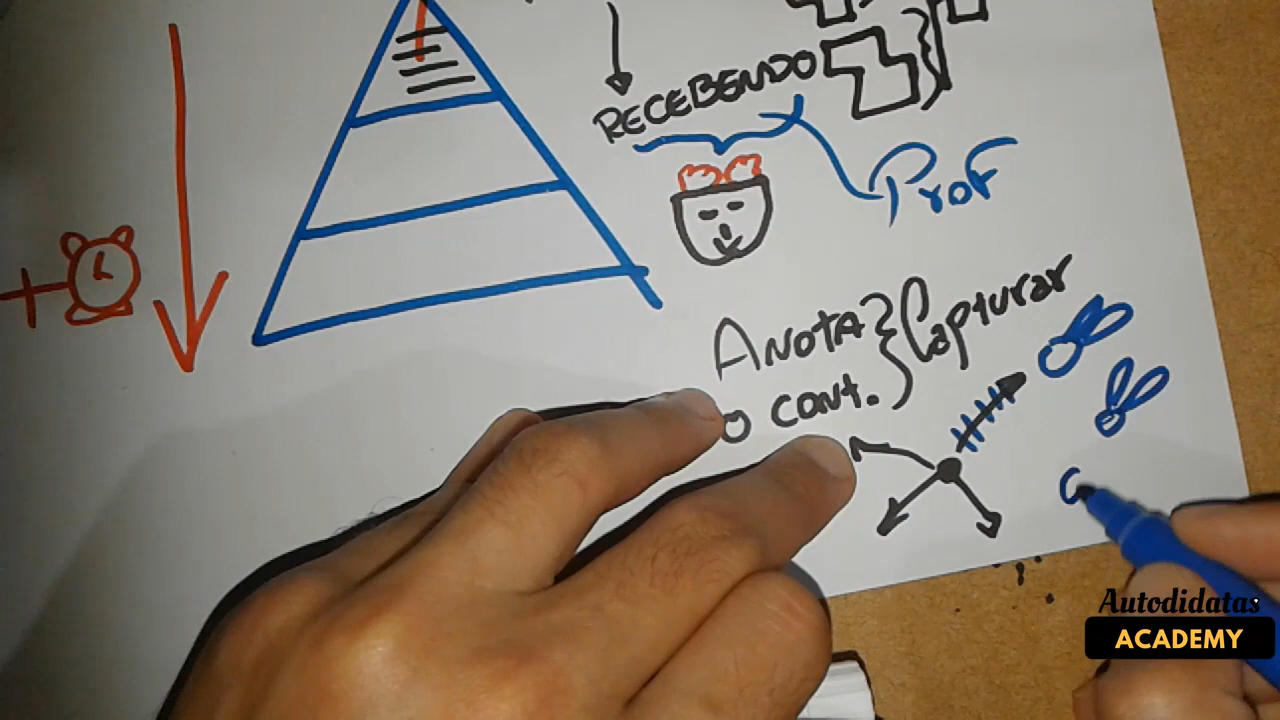 RECEBENDO
Prof
+
ANOTA } Capturar
O CONT.
Autodidatas
ACADEMY